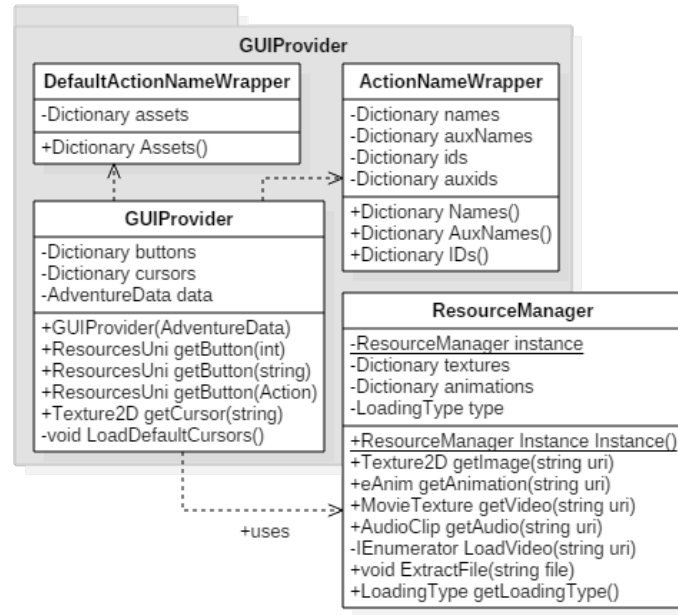 GUIProvider
DefaultActionNameWrapper
-Dictionary assets
+Dictionary Assets()
ActionNameWrapper
-Dictionary names
-Dictionary auxNames
-Dictionary ids
-Dictionary auxids
+Dictionary Names()
+Dictionary AuxNames()
+Dictionary IDs()
GUIProvider
-Dictionary buttons
-Dictionary cursors
-AdventureData data
+GUIProvider(AdventureData)
+ResourcesUni getButton(int)
+ResourcesUni getButton(string)
+ResourcesUni getButton(Action)
+Texture2D getCursor(string)
-void LoadDefaultCursors()
ResourceManager
-ResourceManager instance
-Dictionary textures
-Dictionary animations
-LoadingType type
+ResourceManager Instance Instance()
+Texture2D getImage(string uri)
+eAnim getAnimation(string uri)
+MovieTexture getVideo(string uri)
+AudioClip getAudio(string uri)
-IEnumerator LoadVideo(string uri)
+void ExtractFile(string file)
+LoadingType getLoadingType()
+uses